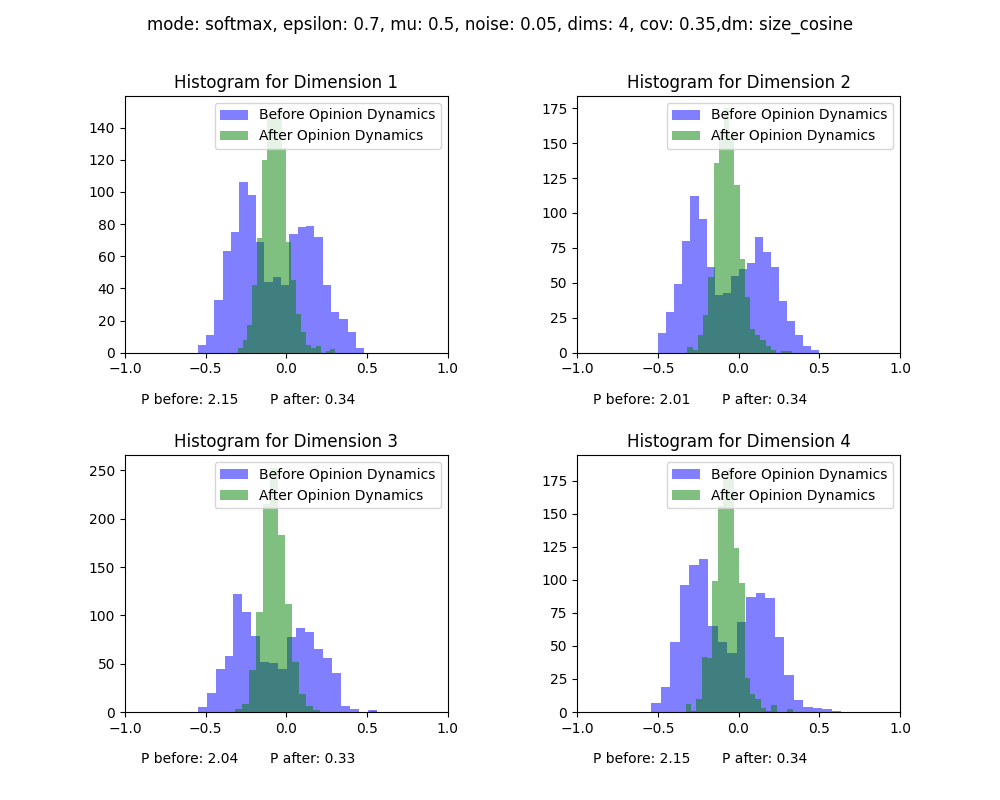 mode: softmax, epsilon: 0.7, mu: 0.5, noise: 0.05, dims: 4, cov: 0.35,dm: size_cosine
Histogram for Dimension 1
Before Opinion Dynamics
After Opinion Dynamics
140
120
100
80
60
40
20
0
−1.0 −0.5 0.0 0.5 1.0
P before: 2.15 P after: 0.34
Histogram for Dimension 2
Before Opinion Dynamics
After Opinion Dynamics
175
150
125
100
75
50
25
0
−1.0 −0.5 0.0 0.5 1.0
P before: 2.01 P after: 0.34
Histogram for Dimension 3
Before Opinion Dynamics
After Opinion Dynamics
250
200
150
100
50
0
−1.0 −0.5 0.0 0.5 1.0
P before: 2.04 P after: 0.33
Histogram for Dimension 4
Before Opinion Dynamics
After Opinion Dynamics
175
150
125
100
75
50
25
0
−1.0 −0.5 0.0 0.5 1.0
P before: 2.15 P after: 0.34